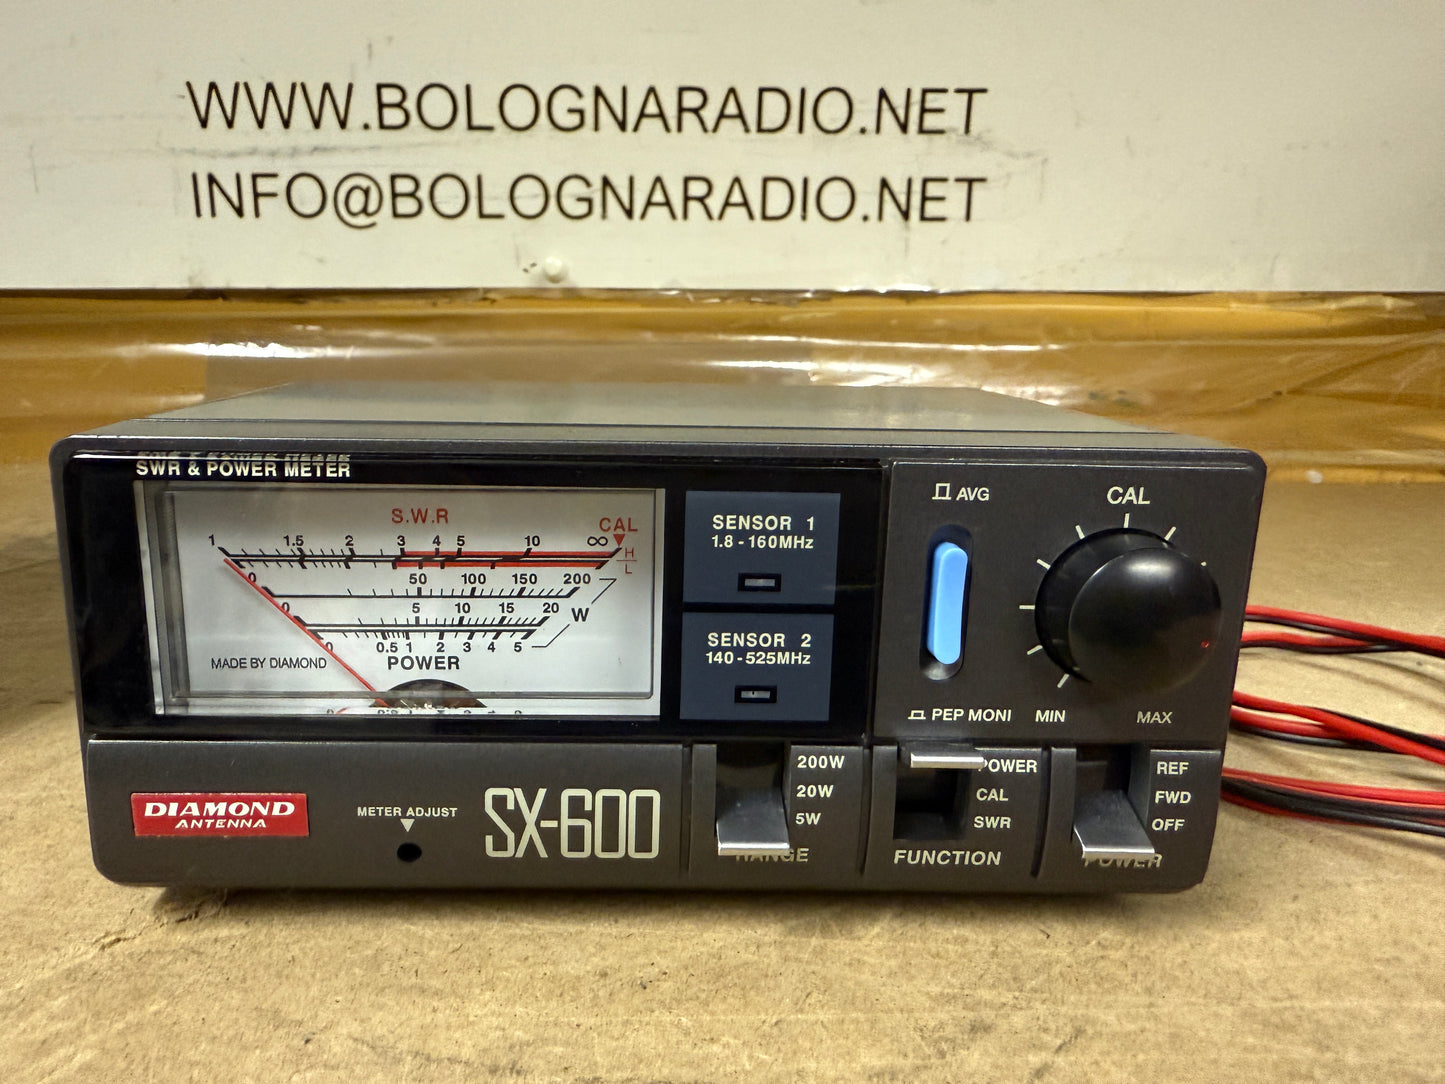 WWW.BOLOGNARADIO.NET
INFO@BOLOGNARADIO.NET
SWR & POWER METER
S.W.R
CAL
1 1.5 2 3 4 5 10 ∞
H
L
0 50 100 150 200
0 5 10 15 20
W
0 0.5 1 2 3 4 5
MADE BY DIAMOND
POWER
SENSOR 1
1.8 - 160MHz
SENSOR 2
140 - 525MHz
AVG
PEP MONI
CAL
MIN
MAX
DIAMOND
ANTENNA
METER ADJUST
SX-600
200W
20W
5W
RANGE
POWER
CAL
SWR
FUNCTION
REF
FWD
OFF
POWER